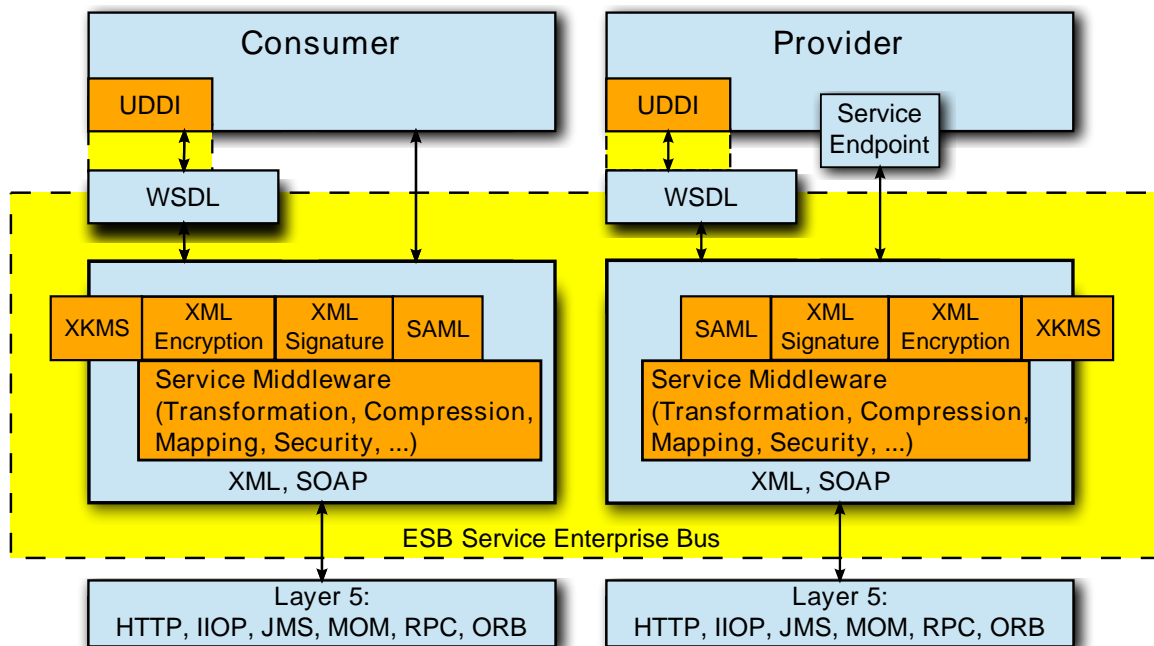 Consumer
Provider
UDDI
UDDI
Service
Endpoint
WSDL
WSDL
XKMS
XML
Encryption
XML
Signature
SAML
SAML
XML
Signature
XML
Encryption
XKMS
Service Middleware
(Transformation, Compression,
Mapping, Security, ...)
Service Middleware
(Transformation, Compression,
Mapping, Security, ...)
XML, SOAP
XML, SOAP
ESB Service Enterprise Bus
Layer 5:
HTTP, IIOP, JMS, MOM, RPC, ORB
Layer 5:
HTTP, IIOP, JMS, MOM, RPC, ORB